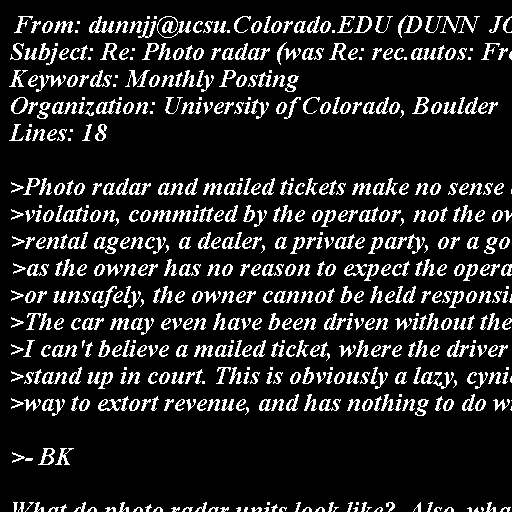 From: dunnjj@ucsu.Colorado.EDU (DUNN JO
Subject: Re: Photo radar (was Re: rec.autos: Fre
Keywords: Monthly Posting
Organization: University of Colorado, Boulder
Lines: 18

>Photo radar and mailed tickets make no sense
>violation, committed by the operator, not the ow
>rental agency, a dealer, a private party, or a go
>as the owner has no reason to expect the opera
>or unsafely, the owner cannot be held responsi
>The car may even have been driven without the
>I can't believe a mailed ticket, where the driver
>stand up in court. This is obviously a lazy, cyni
>way to extort revenue, and has nothing to do w

>- BK

What do photo radar units look like? Also, wha